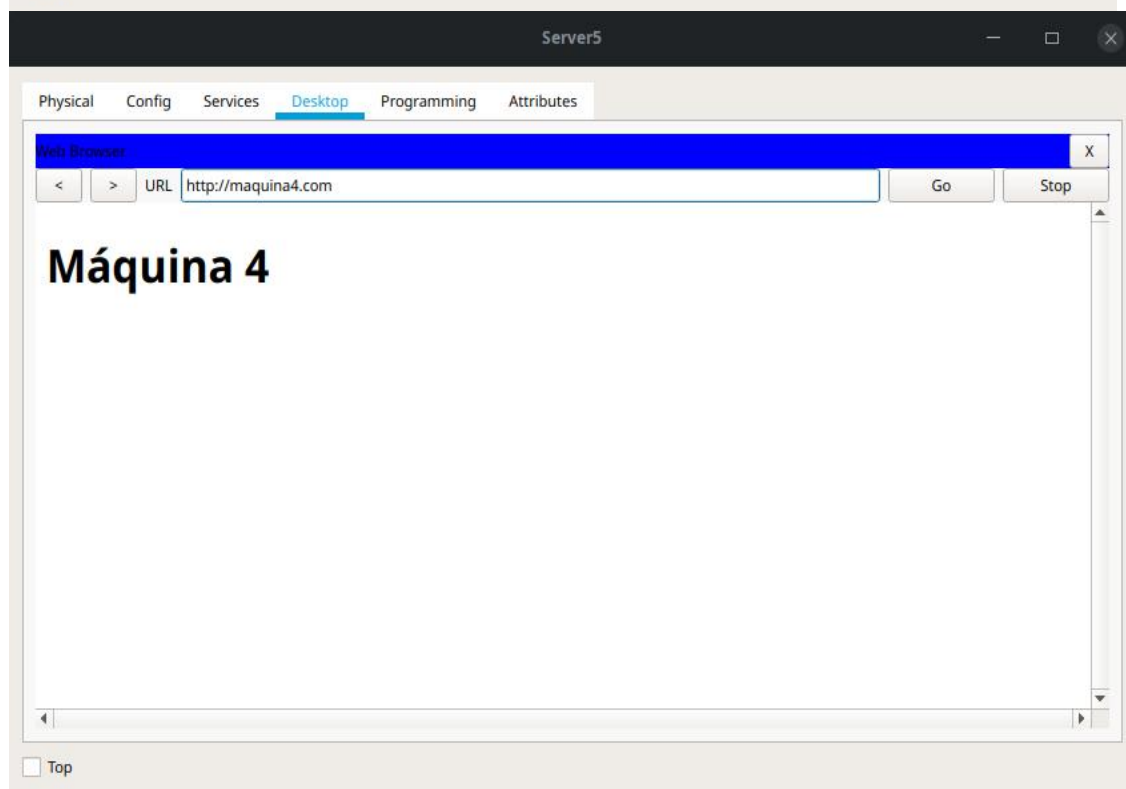 Server5
Physical Config Services Desktop Programming Attributes
Web Browser X
< > URL http://maquina4.com Go Stop
Máquina 4
Top